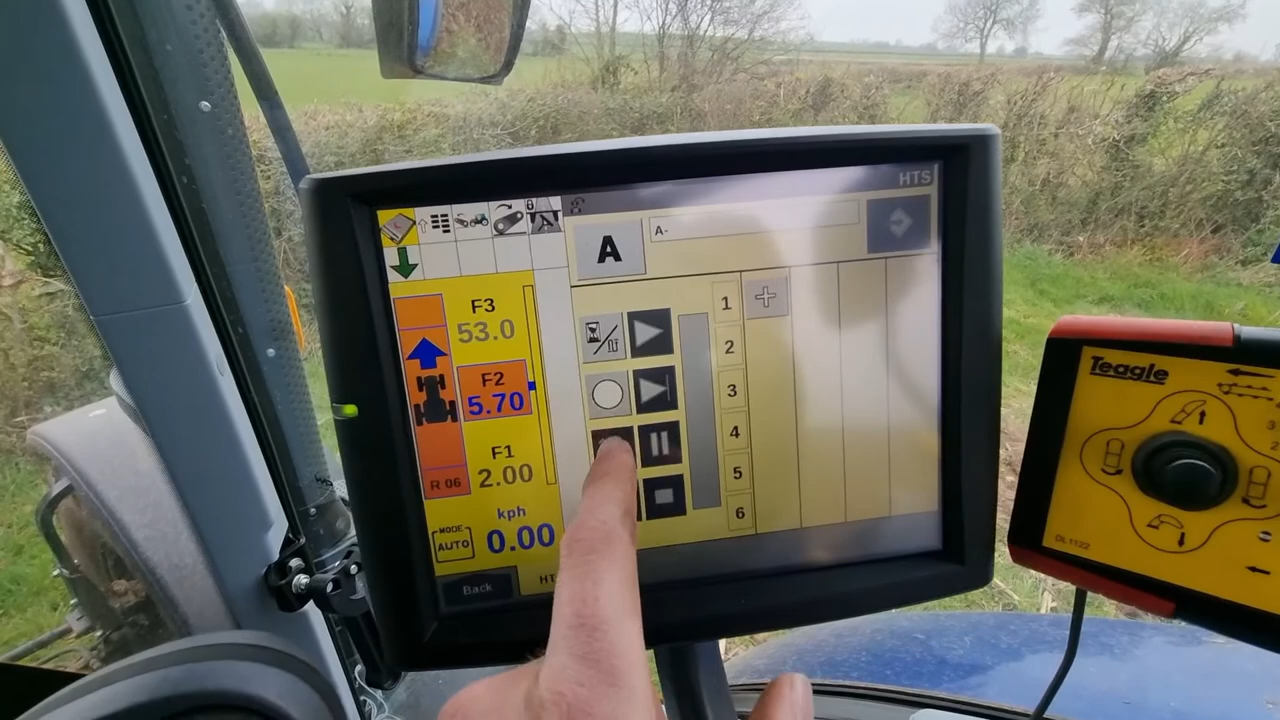 HTS
A
A-
F3
53.0
F2
5.70
F1
2.00
R 06
kph
0.00
MODE
AUTO
Back
1
2
3
4
5
6
Teagle
DL1122